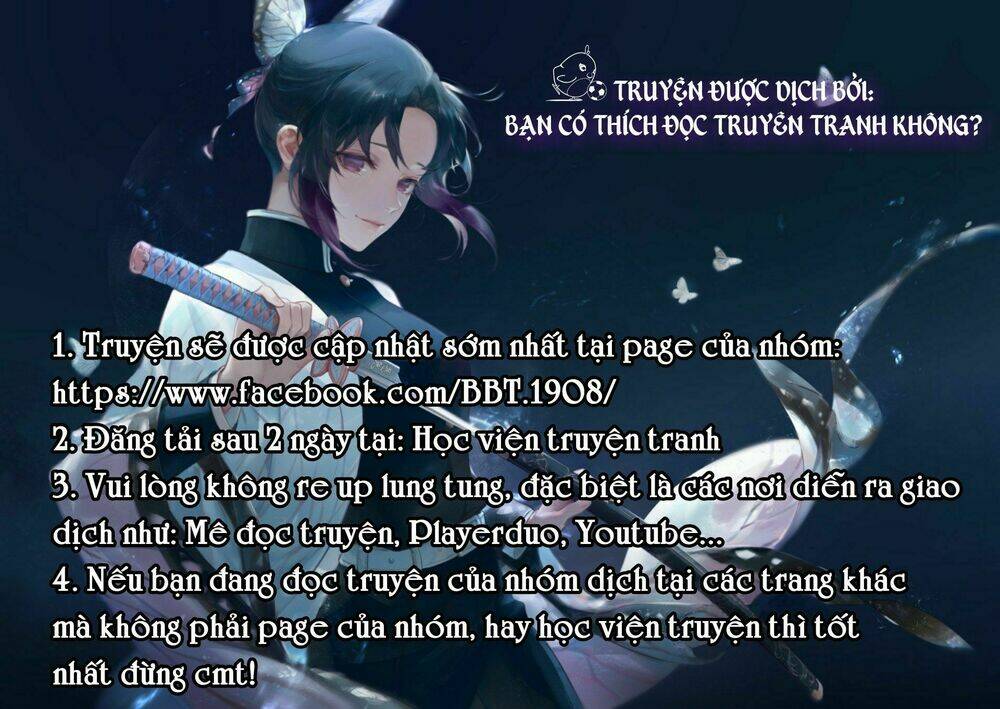 TRUYỆN ĐƯỢC DỊCH BỞI:
BẠN CÓ THÍCH ĐỌC TRUYỆN TRANH KHÔNG?
1. Truyện sẽ được cập nhật sớm nhất tại page của nhóm:
https://www.facebook.com/BBT.1908/
2. Đăng tải sau 2 ngày tại: Học viện truyện tranh
3. Vui lòng không re up lung tung, đặc biệt là các nơi diễn ra giao
dịch như: Mê đọc truyện, Playerduo, Youtube...
4. Nếu bạn đang đọc truyện của nhóm dịch tại các trang khác
mà không phải page của nhóm, hay học viện truyện thì tốt
nhất đừng cmt!